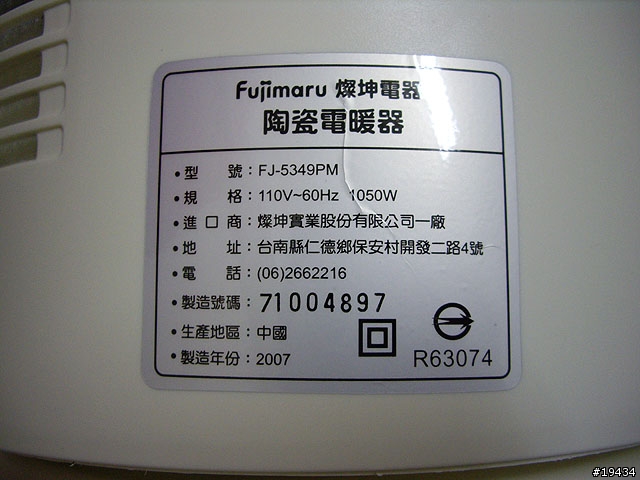 Fujimaru 燦坤電器
陶瓷電暖器
• 型 號：FJ-5349PM
• 規 格：110V~60Hz 1050W
• 進口商：燦坤實業股份有限公司一廠
• 地 址：台南縣仁德鄉保安村開發二路4號
• 電 話：(06)2662216
• 製造號碼：71004897
• 生產地區：中國
• 製造年份：2007
R63074
#19434